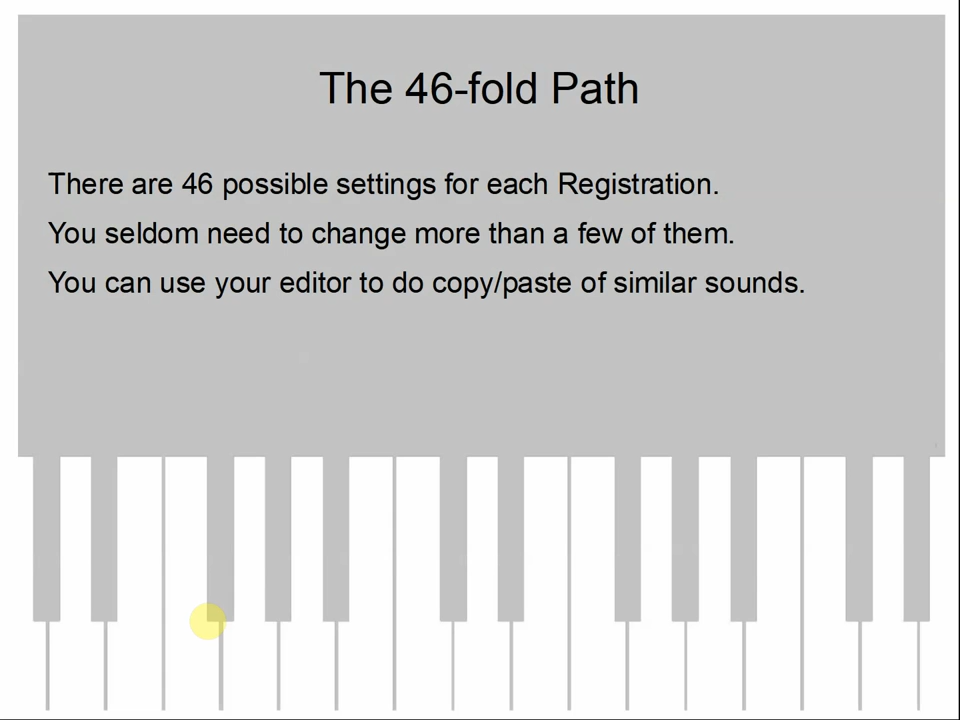 The 46-fold Path
There are 46 possible settings for each Registration.
You seldom need to change more than a few of them.
You can use your editor to do copy/paste of similar sounds.